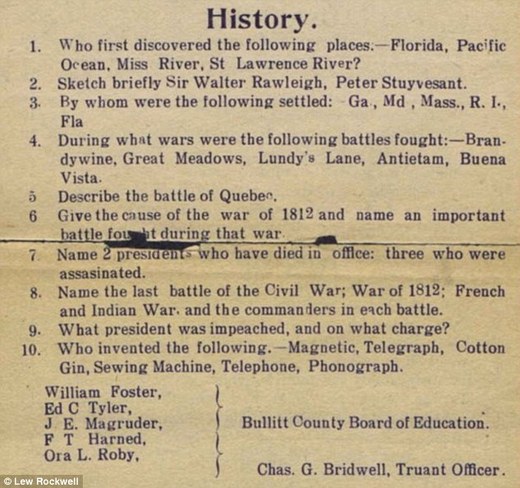 History.
1. Who first discovered the following places.—Florida, Pacific
Ocean, Miss River, St Lawrence River?
2. Sketch briefly Sir Walter Rawleigh, Peter Stuyvesant.
3. By whom were the following settled: Ga., Md., Mass., R. I.,
Fla
4. During what wars were the following battles fought:—Bran-
dywine, Great Meadows, Lundy's Lane, Antietam, Buena
Vista.
5 Describe the battle of Quebec.
6 Give the cause of the war of 1812 and name an important
battle fought during that war.
7. Name 2 presidents who have died in office: three who were
assasinated.
8. Name the last battle of the Civil War; War of 1812; French
and Indian War. and the commanders in each battle.
9. What president was impeached, and on what charge?
10. Who invented the following.—Magnetic, Telegraph, Cotton
Gin, Sewing Machine, Telephone, Phonograph.
William Foster,
Ed C Tyler,
J E. Magruder,
F T Harned,
Ora L. Roby,
Bullitt County Board of Education.
Chas. G. Bridwell, Truant Officer.
© Lew Rockwell